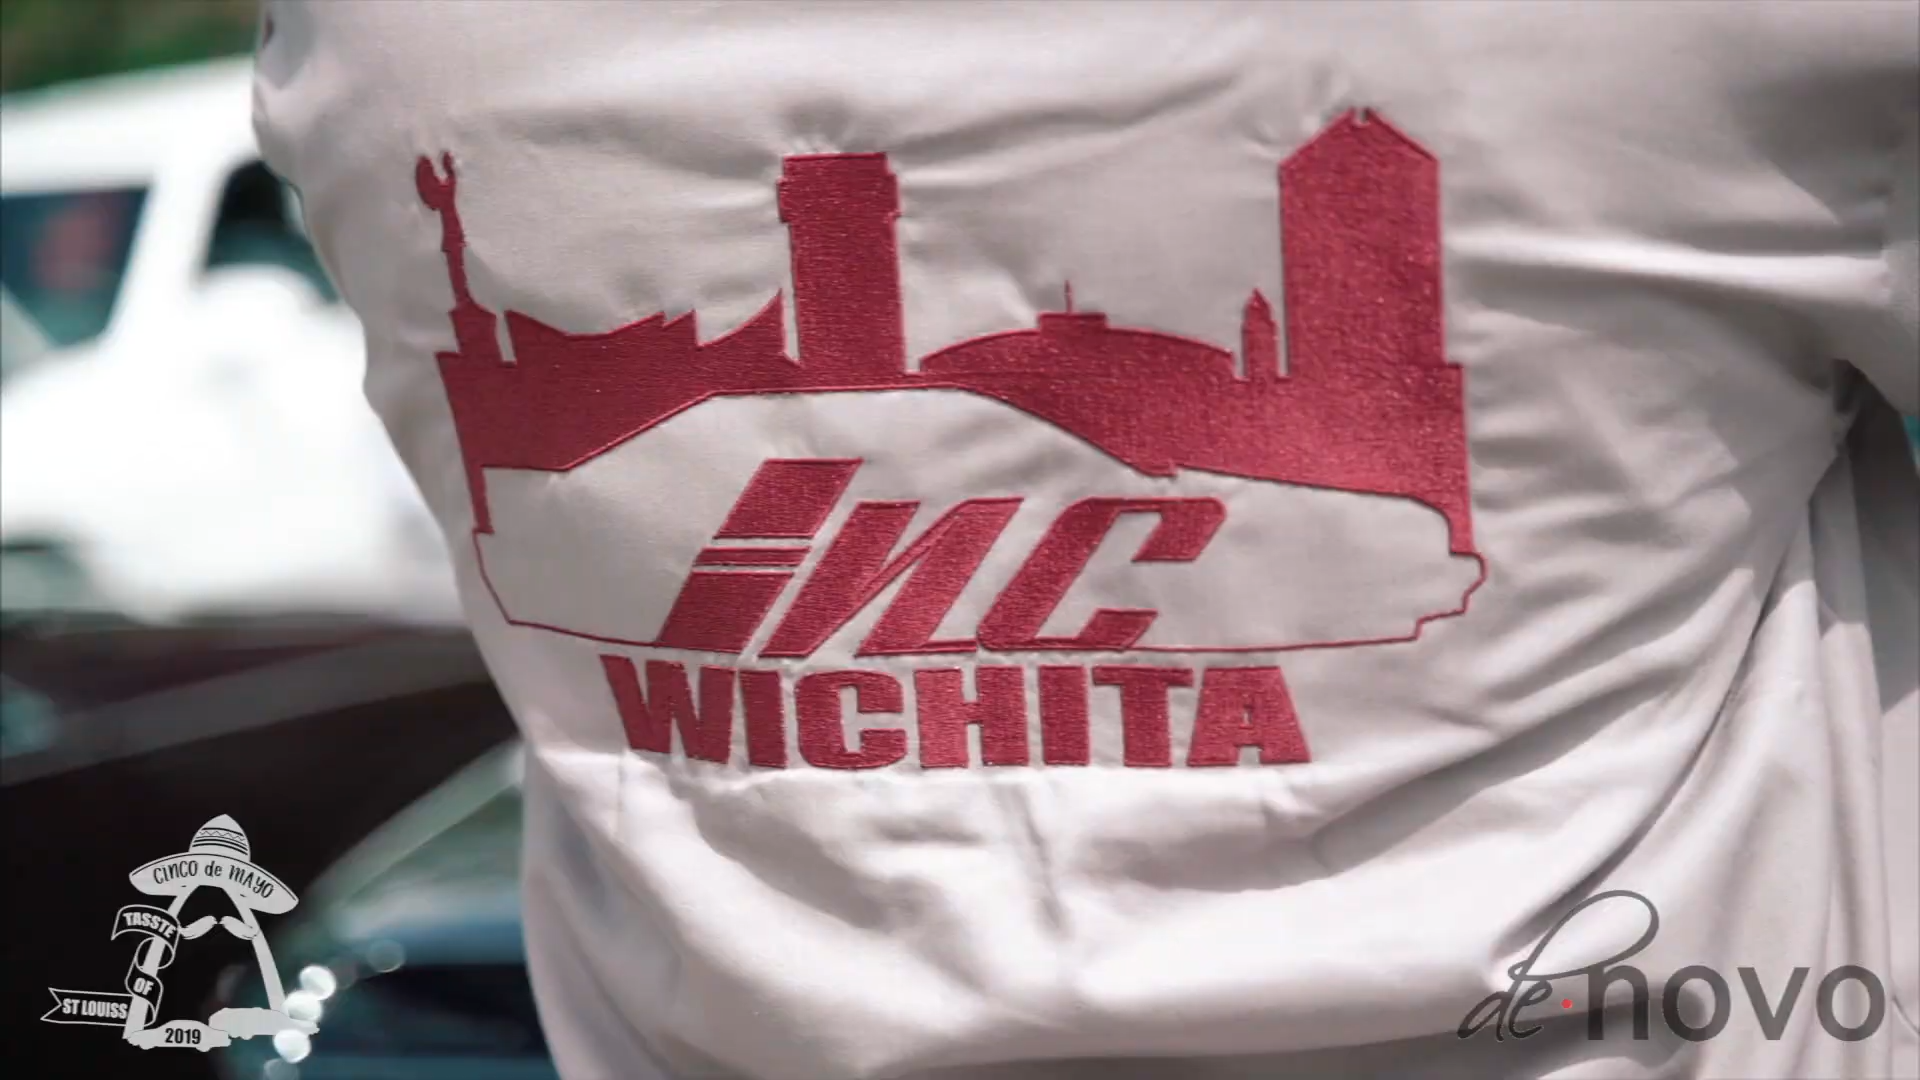 INC
WICHITA
CINCO de MAYO
TASSTE
OF
ST LOUISS
2019
de•novo